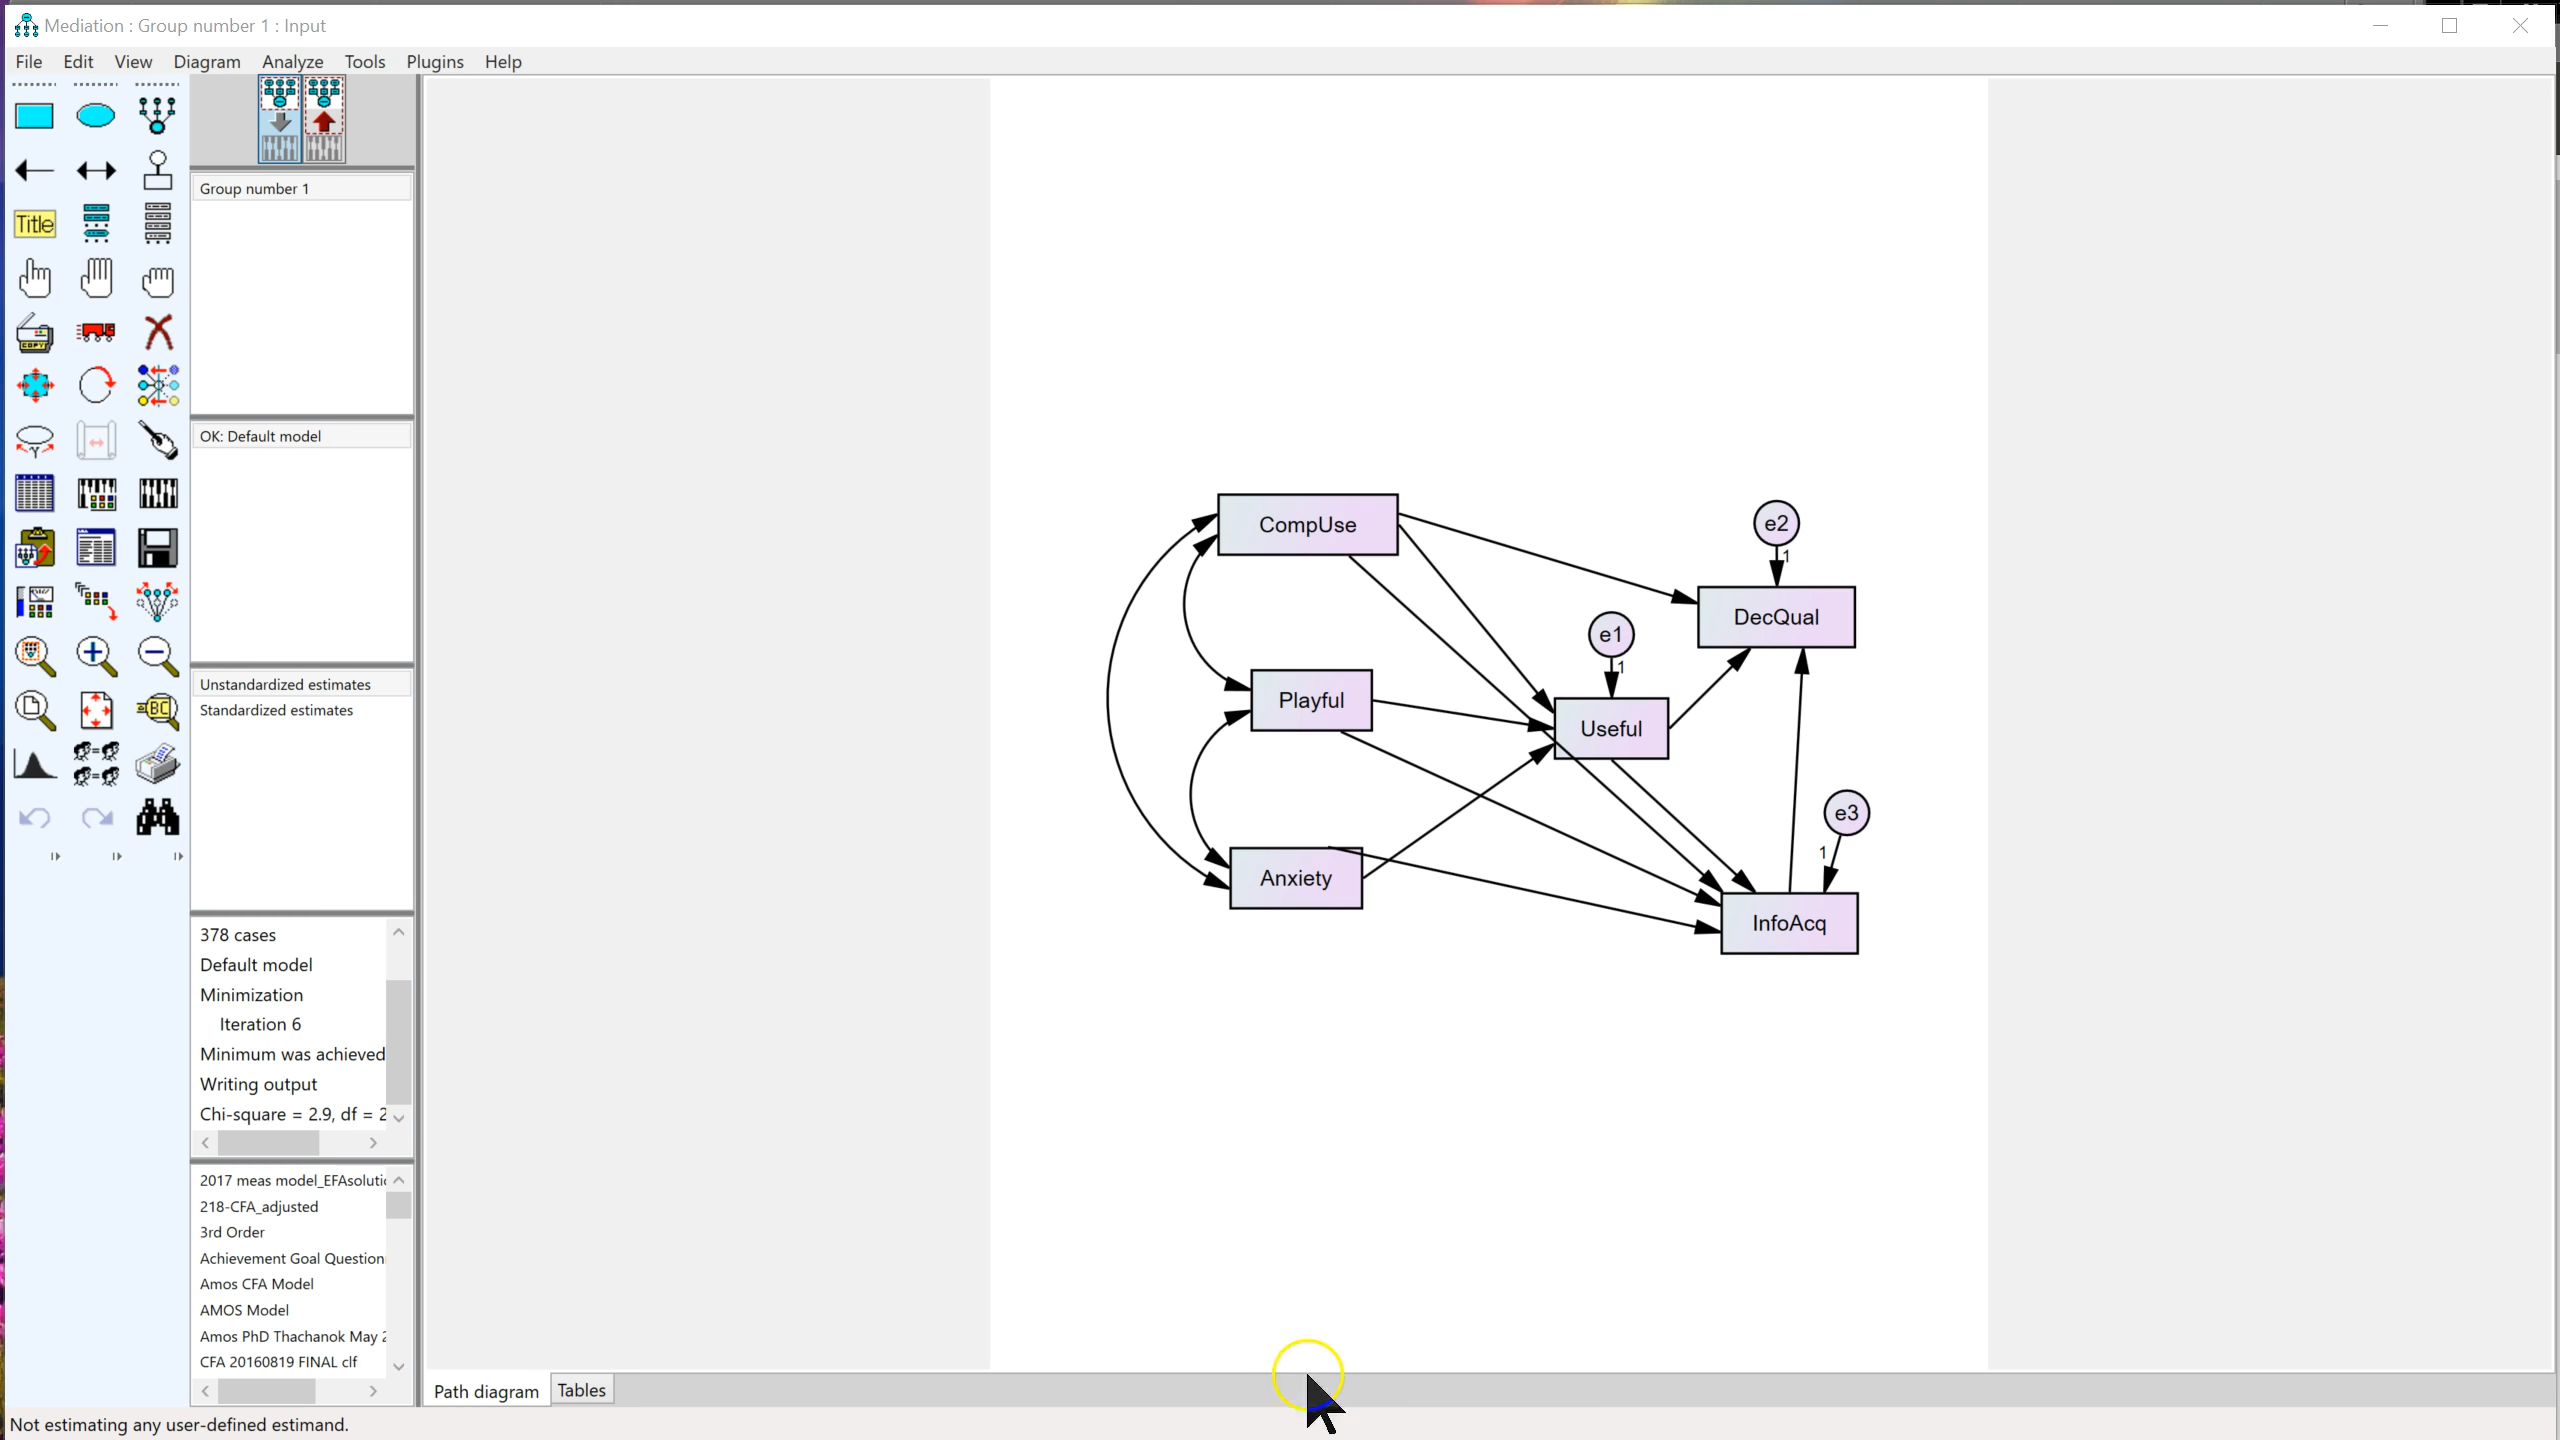 Mediation : Group number 1 : Input
File Edit View Diagram Analyze Tools Plugins Help
Title
Group number 1
OK: Default model
Unstandardized estimates
Standardized estimates
378 cases
Default model
Minimization
Iteration 6
Minimum was achieved
Writing output
Chi-square = 2.9, df = 2
2017 meas model_EFAsolutio
218-CFA_adjusted
3rd Order
Achievement Goal Question
Amos CFA Model
AMOS Model
Amos PhD Thachanok May 2
CFA 20160819 FINAL clf
CompUse
e2
1
DecQual
e1
1
Playful
Useful
e3
1
Anxiety
InfoAcq
Path diagram Tables
Not estimating any user-defined estimand.